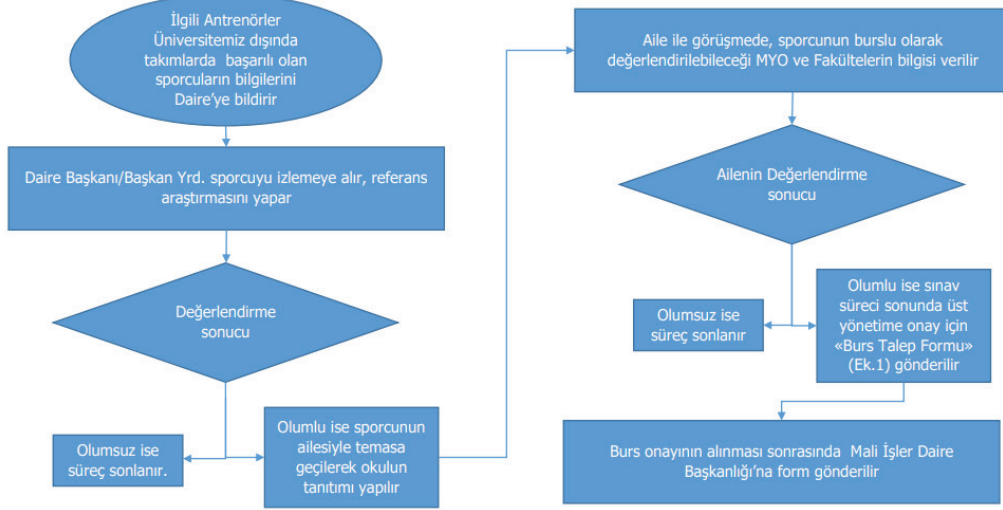 İlgili Antrenörler
Üniversitemiz dışında
takımlarda başarılı olan
sporcuların bilgilerini
Daire'ye bildirir
Daire Başkanı/Başkan Yrd. sporcuyu izlemeye alır, referans
araştırmasını yapar
Değerlendirme
sonucu
Olumsuz ise
süreç sonlanır.
Olumlu ise sporcunun
ailesiyle temasa
geçilerek okulun
tanıtımı yapılır
Aile ile görüşmede, sporcunun burslu olarak
değerlendirilebileceği MYO ve Fakültelerin bilgisi verilir
Ailenin Değerlendirme
sonucu
Olumsuz ise
süreç sonlanır
Olumlu ise sınav
süreci sonunda üst
yönetime onay için
«Burs Talep Formu»
(Ek.1) gönderilir
Burs onayının alınması sonrasında Mali İşler Daire
Başkanlığı'na form gönderilir